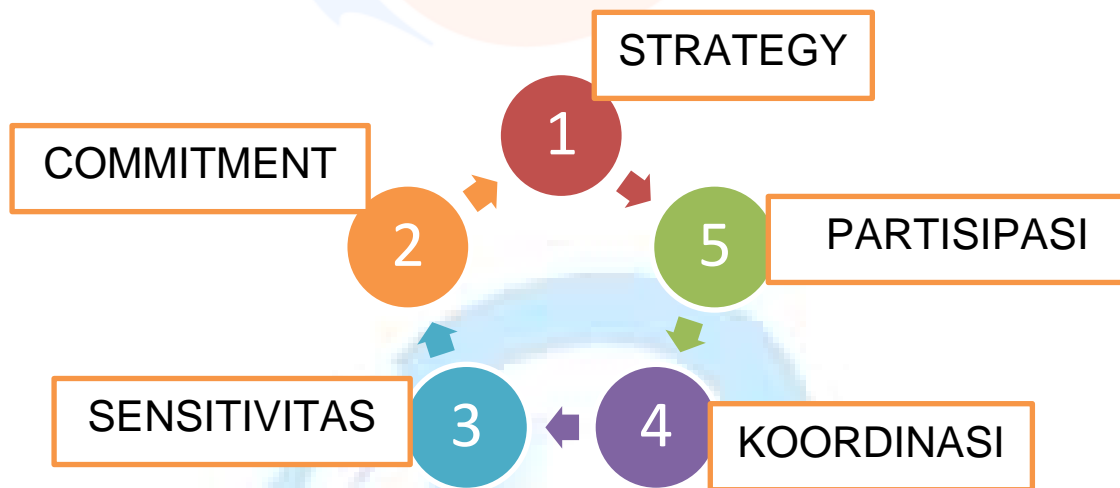 STRATEGY
1
COMMITMENT
2
5
PARTISIPASI
SENSITIVITAS
3
4
KOORDINASI